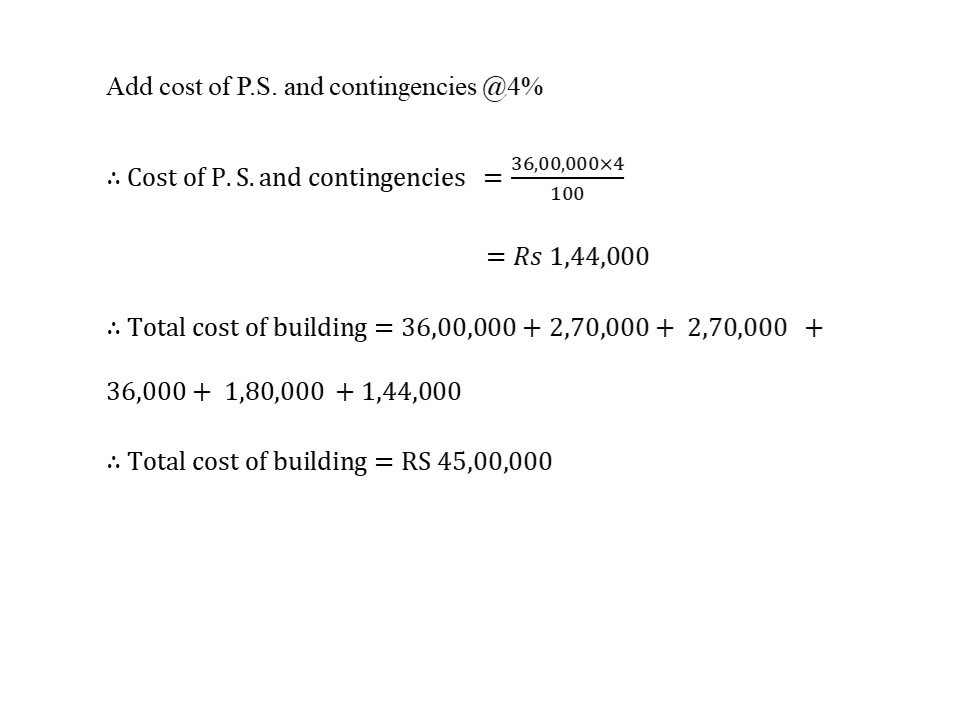 Add cost of P.S. and contingencies @4%
∴ Cost of P. S. and contingencies = 36,00,000×4 / 100
= Rs 1,44,000
∴ Total cost of building = 36,00,000 + 2,70,000 + 2,70,000 +
36,000 + 1,80,000 + 1,44,000
∴ Total cost of building = RS 45,00,000